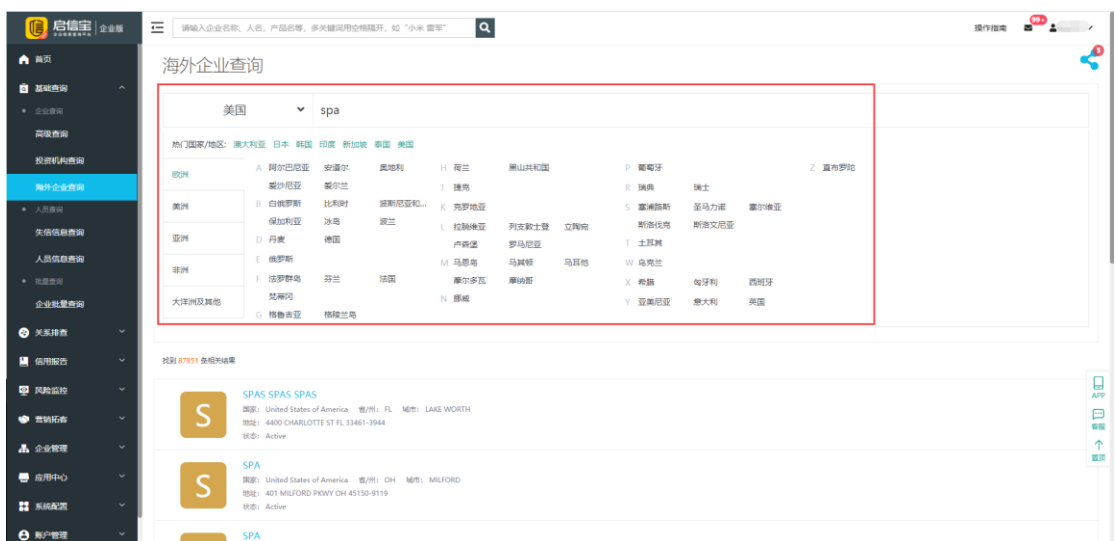 启信宝 企业版
请输入企业名称、人名、产品名等，多关键词用空格隔开，如“小米 雷军”
操作指南
99+
首页
基础查询
企业查询
高级查询
投资机构查询
海外企业查询
人员查询
失信信息查询
人员信息查询
批量查询
企业批量查询
关系排查
信用报告
风险监控
营销拓客
企业管理
应用中心
系统配置
账户管理
海外企业查询
美国 spa
热门国家/地区: 澳大利亚 日本 韩国 印度 新加坡 泰国 美国
欧洲
美洲
亚洲
非洲
大洋洲及其他
A 阿尔巴尼亚 安道尔 奥地利
爱沙尼亚 爱尔兰
B 白俄罗斯 比利时 波斯尼亚和...
保加利亚 冰岛 波兰
D 丹麦 德国
E 俄罗斯
F 法罗群岛 芬兰 法国
梵蒂冈
G 格鲁吉亚 格陵兰岛
H 荷兰 黑山共和国
J 捷克
K 克罗地亚
L 拉脱维亚 列支敦士登 立陶宛
卢森堡 罗马尼亚
M 马恩岛 马其顿 马耳他
摩尔多瓦 摩纳哥
N 挪威
P 葡萄牙
R 瑞典 瑞士
S 塞浦路斯 圣马力诺 塞尔维亚
斯洛伐克 斯洛文尼亚
T 土耳其
W 乌克兰
X 希腊 匈牙利 西班牙
Y 亚美尼亚 意大利 英国
Z 直布罗陀
找到 87951 条相关结果
S
SPAS SPAS SPAS
国家: United States of America 省/州: FL 城市: LAKE WORTH
地址: 4400 CHARLOTTE ST FL 33461-3944
状态: Active
S
SPA
国家: United States of America 省/州: OH 城市: MILFORD
地址: 401 MILFORD PKWY OH 45150-9119
状态: Active
SPA
APP
客服
置顶